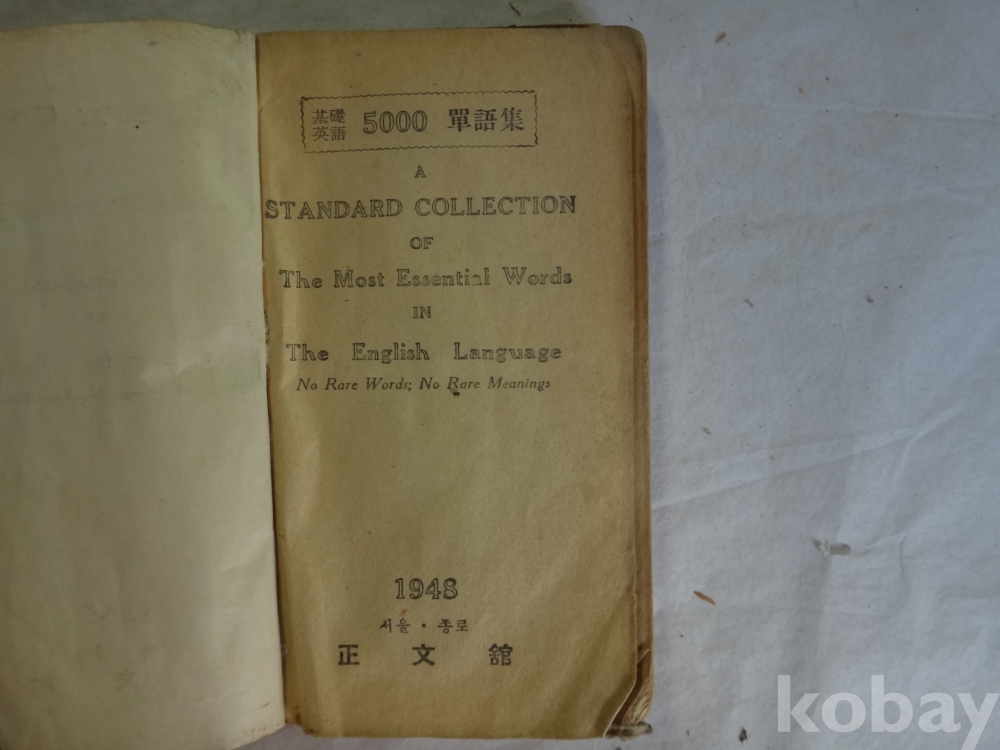 基礎
英語 5000 單語集
A
STANDARD COLLECTION
OF
The Most Essential Words
IN
The English Language
No Rare Words; No Rare Meanings
1948
서울・종로
正文舘
kobay